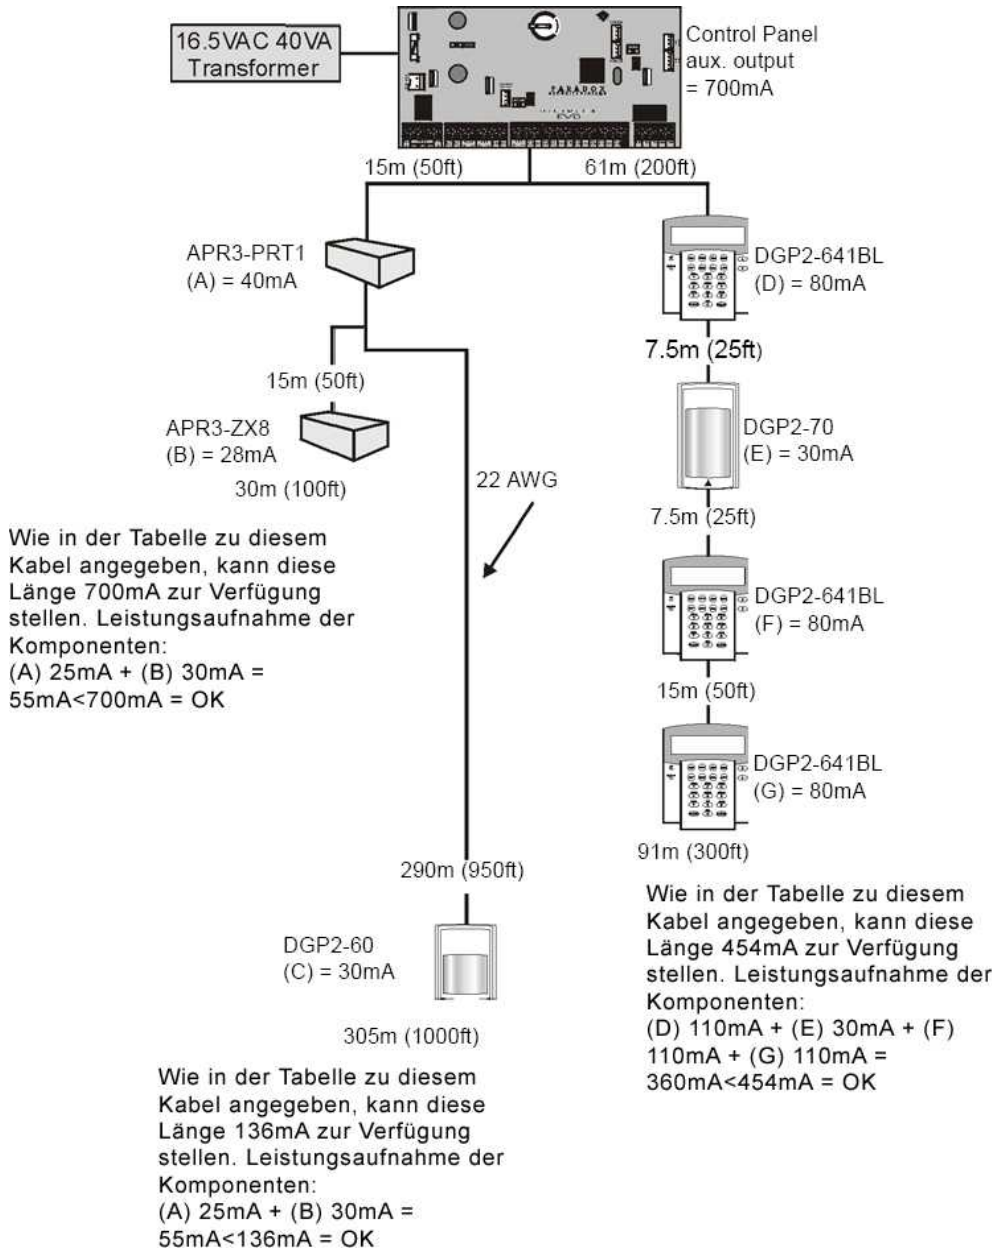 16.5VAC 40VA
Transformer
PARADOX
EVO
Control Panel
aux. output
= 700mA
15m (50ft)
61m (200ft)
APR3-PRT1
(A) = 40mA
15m (50ft)
APR3-ZX8
(B) = 28mA
30m (100ft)
Wie in der Tabelle zu diesem
Kabel angegeben, kann diese
Länge 700mA zur Verfügung
stellen. Leistungsaufnahme der
Komponenten:
(A) 25mA + (B) 30mA =
55mA<700mA = OK
22 AWG
290m (950ft)
DGP2-60
(C) = 30mA
305m (1000ft)
Wie in der Tabelle zu diesem
Kabel angegeben, kann diese
Länge 136mA zur Verfügung
stellen. Leistungsaufnahme der
Komponenten:
(A) 25mA + (B) 30mA =
55mA<136mA = OK
DGP2-641BL
(D) = 80mA
7.5m (25ft)
DGP2-70
(E) = 30mA
7.5m (25ft)
DGP2-641BL
(F) = 80mA
15m (50ft)
DGP2-641BL
(G) = 80mA
91m (300ft)
Wie in der Tabelle zu diesem
Kabel angegeben, kann diese
Länge 454mA zur Verfügung
stellen. Leistungsaufnahme der
Komponenten:
(D) 110mA + (E) 30mA + (F)
110mA + (G) 110mA =
360mA<454mA = OK